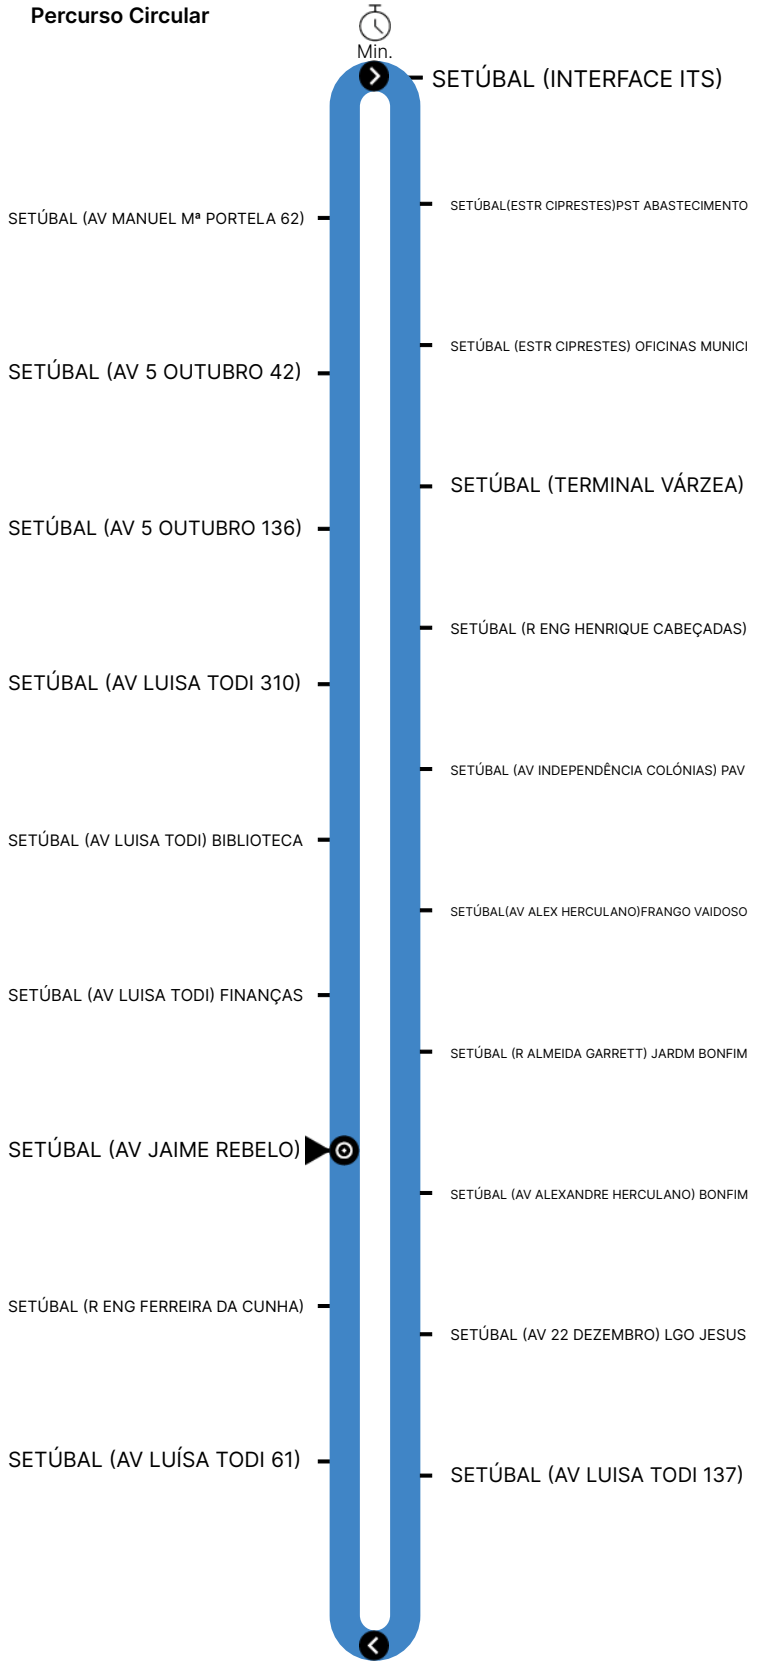 Percurso Circular
Min.
SETÚBAL (INTERFACE ITS)
SETÚBAL(ESTR CIPRESTES)PST ABASTECIMENTO
SETÚBAL (ESTR CIPRESTES) OFICINAS MUNICI
SETÚBAL (TERMINAL VÁRZEA)
SETÚBAL (R ENG HENRIQUE CABEÇADAS)
SETÚBAL (AV INDEPENDÊNCIA COLÓNIAS) PAV
SETÚBAL(AV ALEX HERCULANO)FRANGO VAIDOSO
SETÚBAL (R ALMEIDA GARRETT) JARDM BONFIM
SETÚBAL (AV ALEXANDRE HERCULANO) BONFIM
SETÚBAL (AV 22 DEZEMBRO) LGO JESUS
SETÚBAL (AV LUISA TODI 137)
SETÚBAL (AV MANUEL Mª PORTELA 62)
SETÚBAL (AV 5 OUTUBRO 42)
SETÚBAL (AV 5 OUTUBRO 136)
SETÚBAL (AV LUISA TODI 310)
SETÚBAL (AV LUISA TODI) BIBLIOTECA
SETÚBAL (AV LUISA TODI) FINANÇAS
SETÚBAL (AV JAIME REBELO)
SETÚBAL (R ENG FERREIRA DA CUNHA)
SETÚBAL (AV LUÍSA TODI 61)